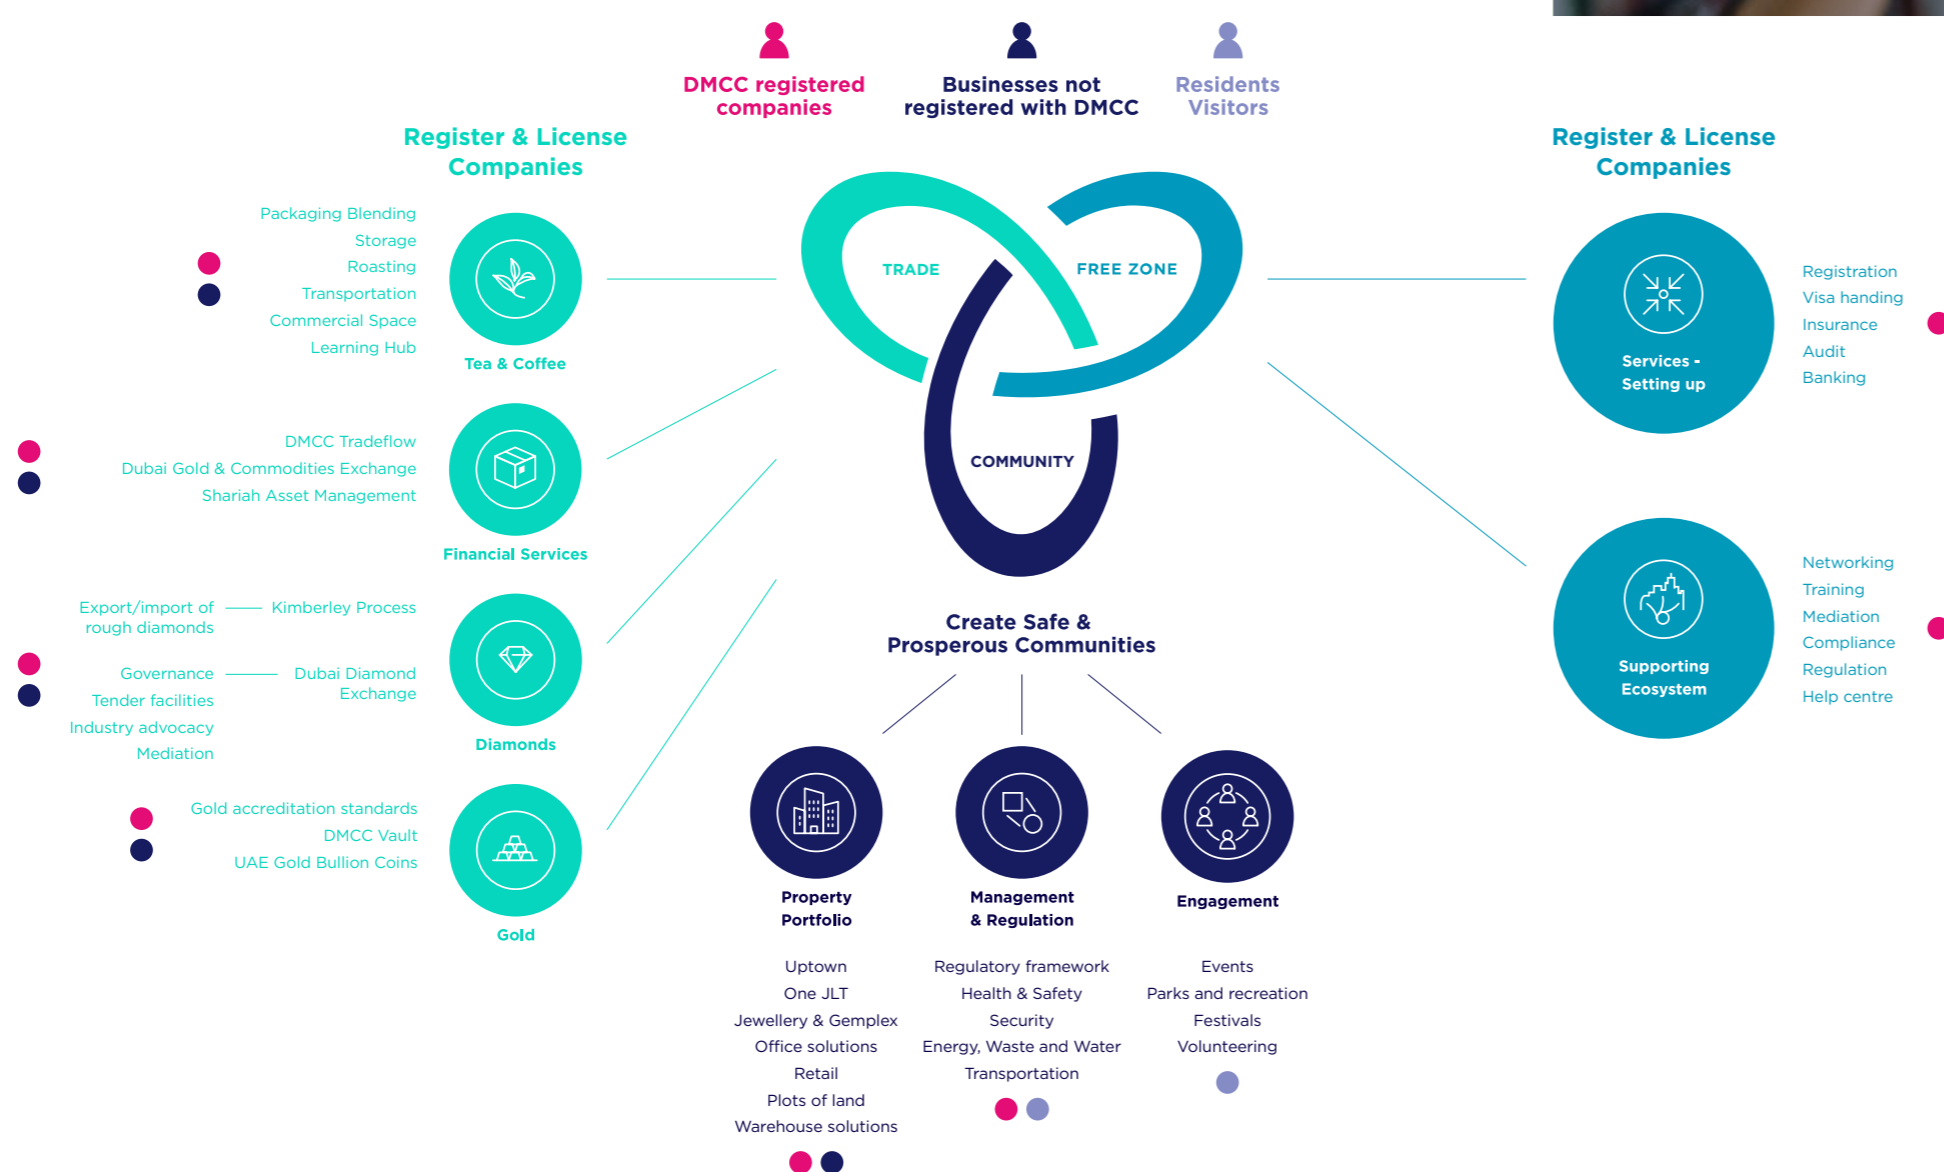 DMCC registered
companies
Businesses not
registered with DMCC
Residents
Visitors
Register & License
Companies
Packaging Blending
Storage
Roasting
Transportation
Commercial Space
Learning Hub
Tea & Coffee
DMCC Tradeflow
Dubai Gold & Commodities Exchange
Shariah Asset Management
Financial Services
Export/import of
rough diamonds
Kimberley Process
Governance
Tender facilities
Industry advocacy
Mediation
Dubai Diamond
Exchange
Diamonds
Gold accreditation standards
DMCC Vault
UAE Gold Bullion Coins
Gold
TRADE
FREE ZONE
COMMUNITY
Create Safe &
Prosperous Communities
Property
Portfolio
Uptown
One JLT
Jewellery & Gemplex
Office solutions
Retail
Plots of land
Warehouse solutions
Management
& Regulation
Regulatory framework
Health & Safety
Security
Energy, Waste and Water
Transportation
Engagement
Events
Parks and recreation
Festivals
Volunteering
Register & License
Companies
Services -
Setting up
Registration
Visa handing
Insurance
Audit
Banking
Supporting
Ecosystem
Networking
Training
Mediation
Compliance
Regulation
Help centre